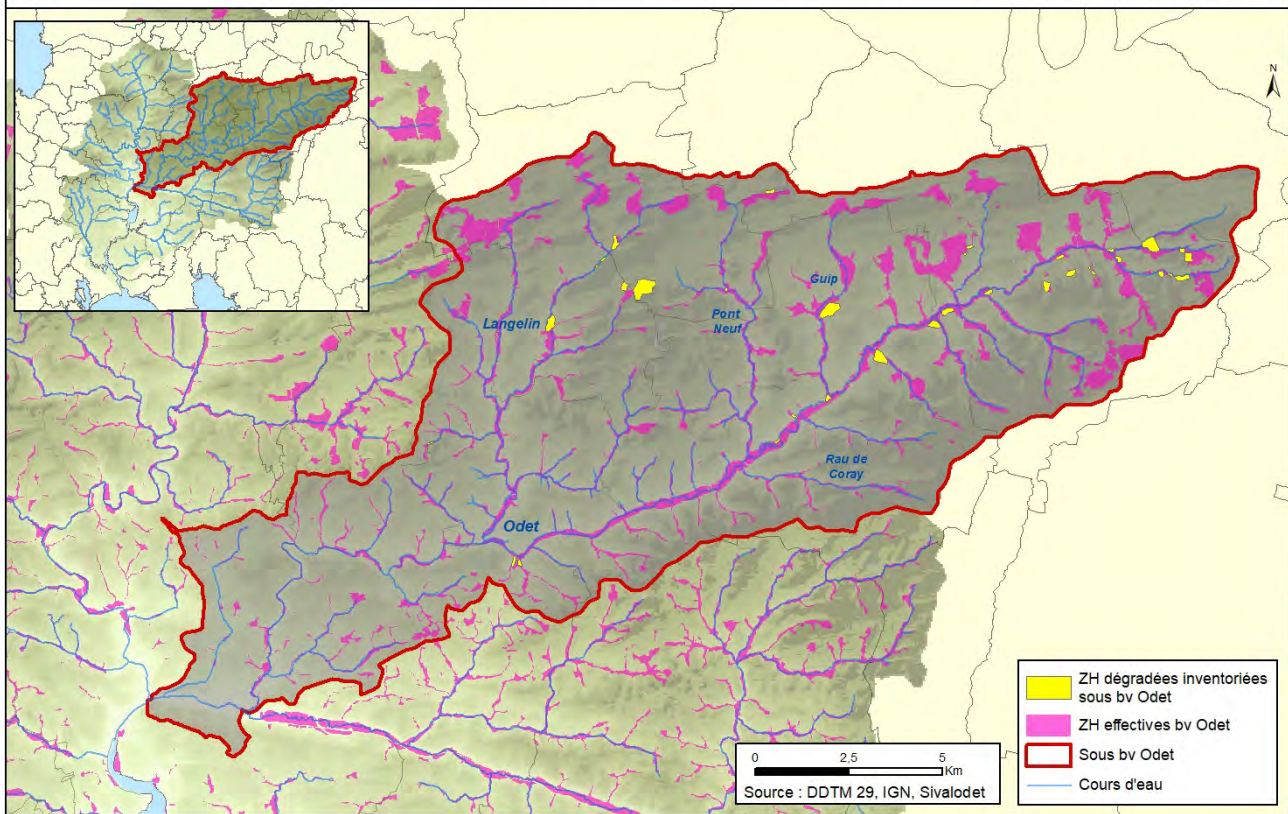 N
Langelin
Guip
Pont
Neuf
Rau de
Coray
Odet
ZH dégradées inventoriées
sous bv Odet
ZH effectives bv Odet
Sous bv Odet
Cours d'eau
0 2,5 5
Km
Source : DDTM 29, IGN, Sivalodet